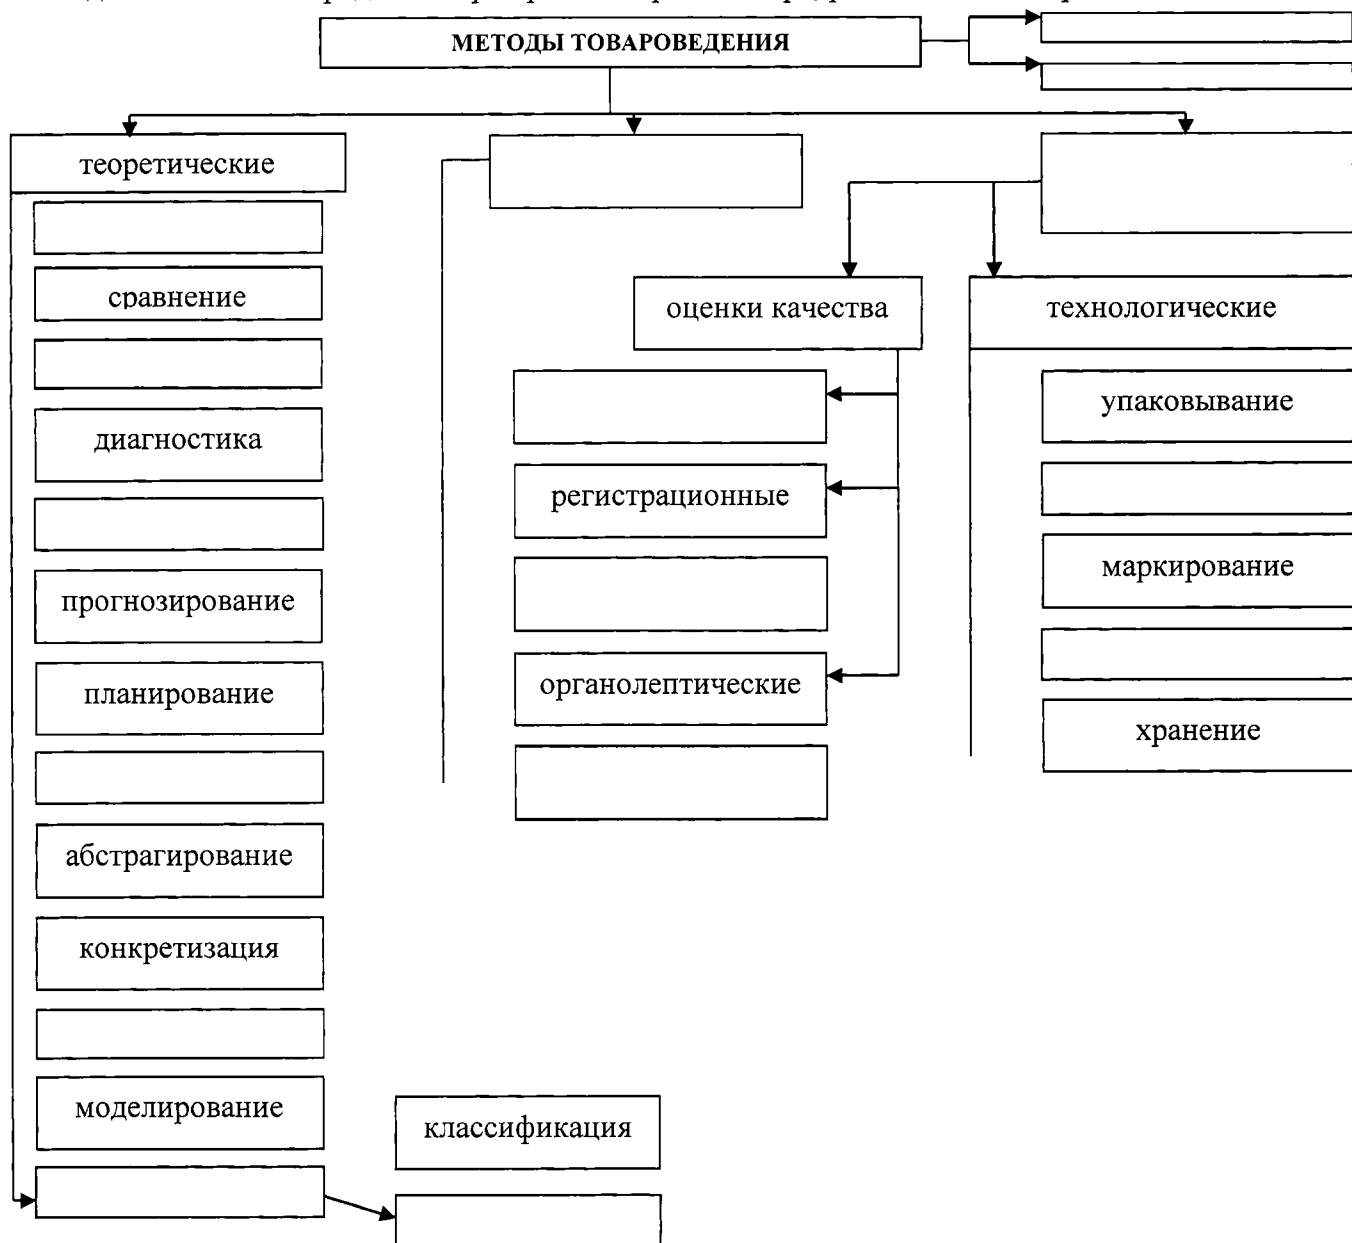 МЕТОДЫ ТОВАРОВЕДЕНИЯ
теоретические
сравнение
диагностика
прогнозирование
планирование
абстрагирование
конкретизация
моделирование
классификация
оценки качества
регистрационные
органолептические
технологические
упаковывание
маркирование
хранение